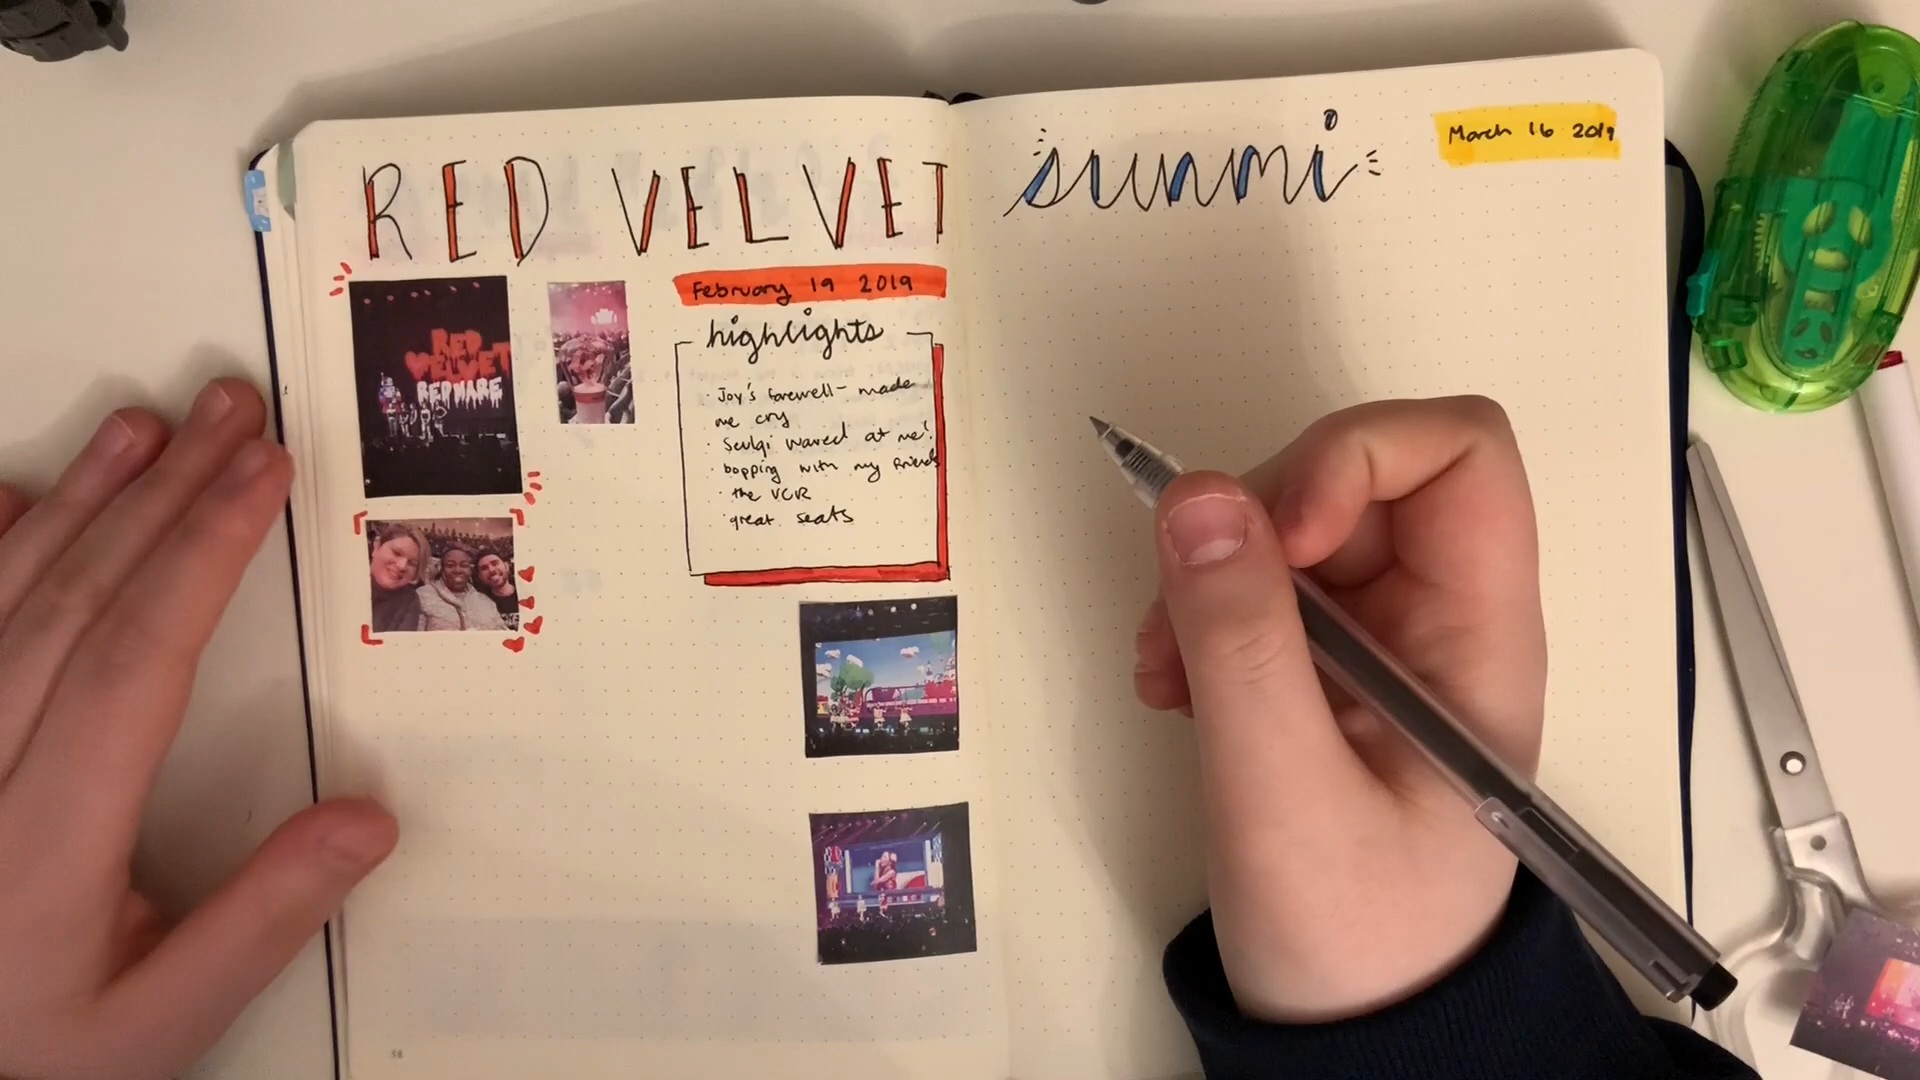 RED VELVET
February 19 2019
highlights
· Joy's farewell - made
me cry
· Seulgi waved at me!
· bopping with my friends
· the VCR
· great seats
RED
VELVET
REDMARE
38
sunmi
March 16 2019